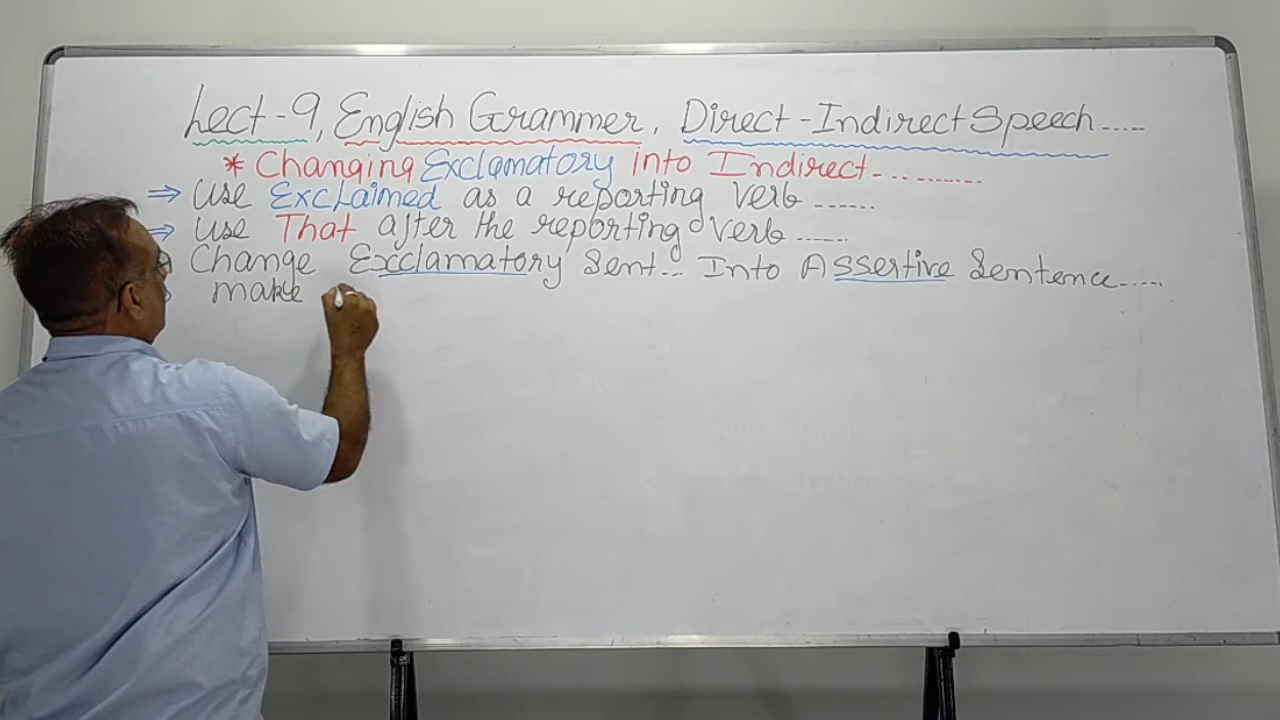 Lect-9, English Grammer, Direct-Indirect Speech.....
* Changing Exclamatory into Indirect...........
⇒ Use Exclaimed as a reporting Verb ......
⇒ Use That after the reporting Verb ......
Change Exclamatory Sent... Into Assertive Sentence.....
make